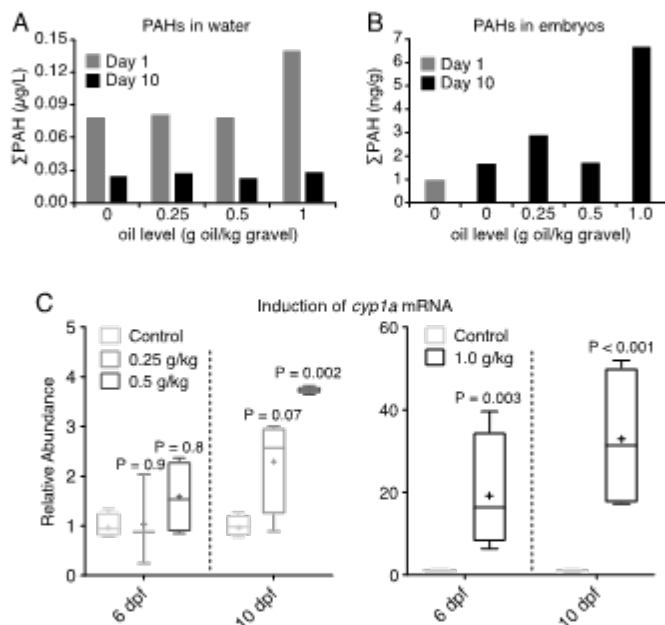 A
PAHs in water
0.15
0.12
0.09
0.06
0.03
0.00
∑PAH (µg/L)
Day 1
Day 10
0 0.25 0.5 1
oil level (g oil/kg gravel)
B
PAHs in embryos
7
6
5
4
3
2
1
0
∑PAH (ng/g)
Day 1
Day 10
0 0 0.25 0.5 1.0
oil level (g oil/kg gravel)
C
Induction of cyp1a mRNA
5
4
3
2
1
0
Relative Abundance
Control
0.25 g/kg
0.5 g/kg
P = 0.9
P = 0.8
P = 0.07
P = 0.002
6 dpf
10 dpf
60
40
20
0
Control
1.0 g/kg
P = 0.003
P < 0.001
6 dpf
10 dpf